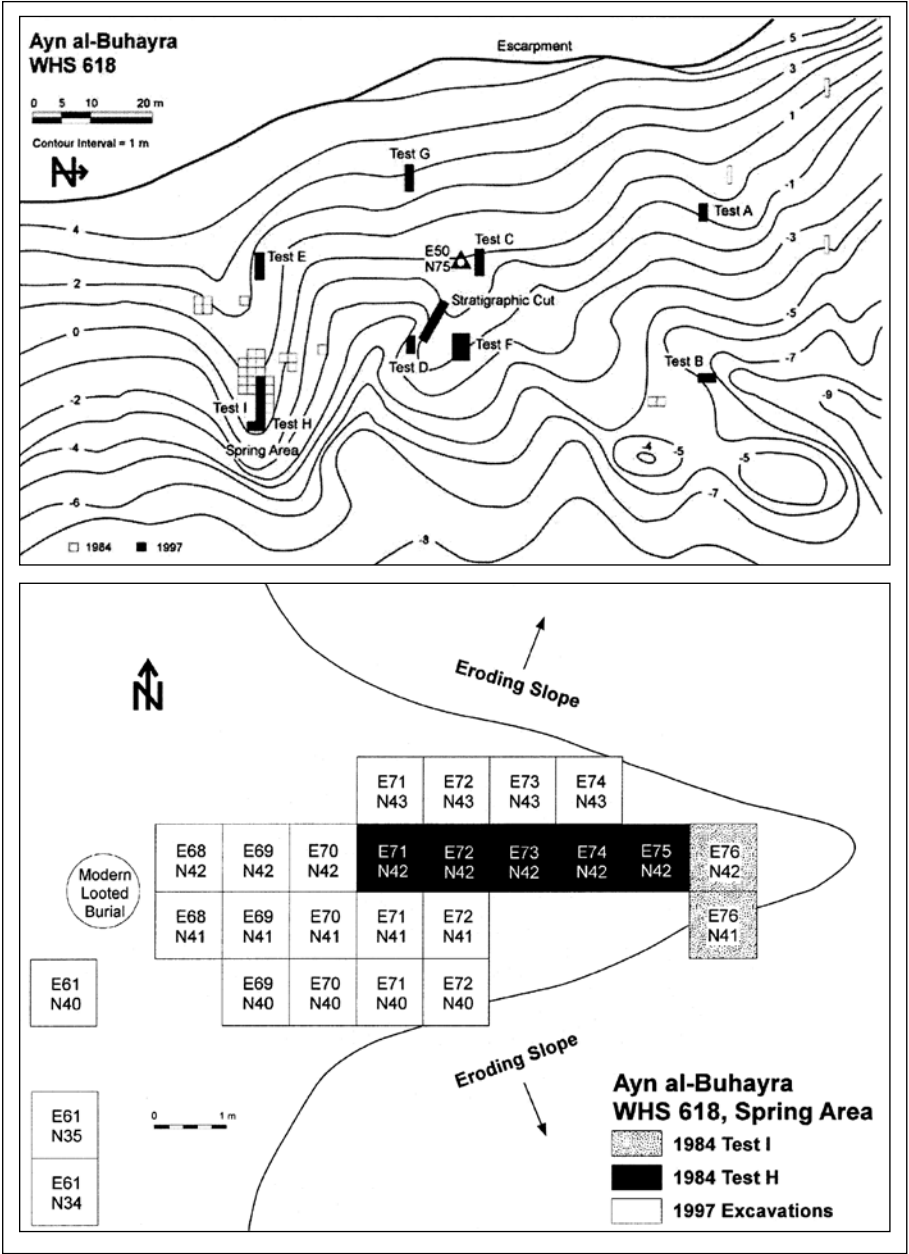 Ayn al-Buhayra
WHS 618
0 5 10 20 m
Contour Interval = 1 m
N
Escarpment
5
3
1
-1
-3
-5
-7
-9
4
2
0
-2
-4
-6
-8
-4
-5
-5
-7
Test G
Test A
Test E
E50
N75
Test C
Stratigraphic Cut
Test D
Test F
Test B
Test I
Test H
Spring Area
1984
1997
N
Eroding Slope
E71
N43
E72
N43
E73
N43
E74
N43
E68
N42
E69
N42
E70
N42
E71
N42
E72
N42
E73
N42
E74
N42
E75
N42
E76
N42
Modern
Looted
Burial
E68
N41
E69
N41
E70
N41
E71
N41
E72
N41
E76
N41
E61
N40
E69
N40
E70
N40
E71
N40
E72
N40
Eroding Slope
E61
N35
E61
N34
0 1 m
Ayn al-Buhayra
WHS 618, Spring Area
1984 Test I
1984 Test H
1997 Excavations